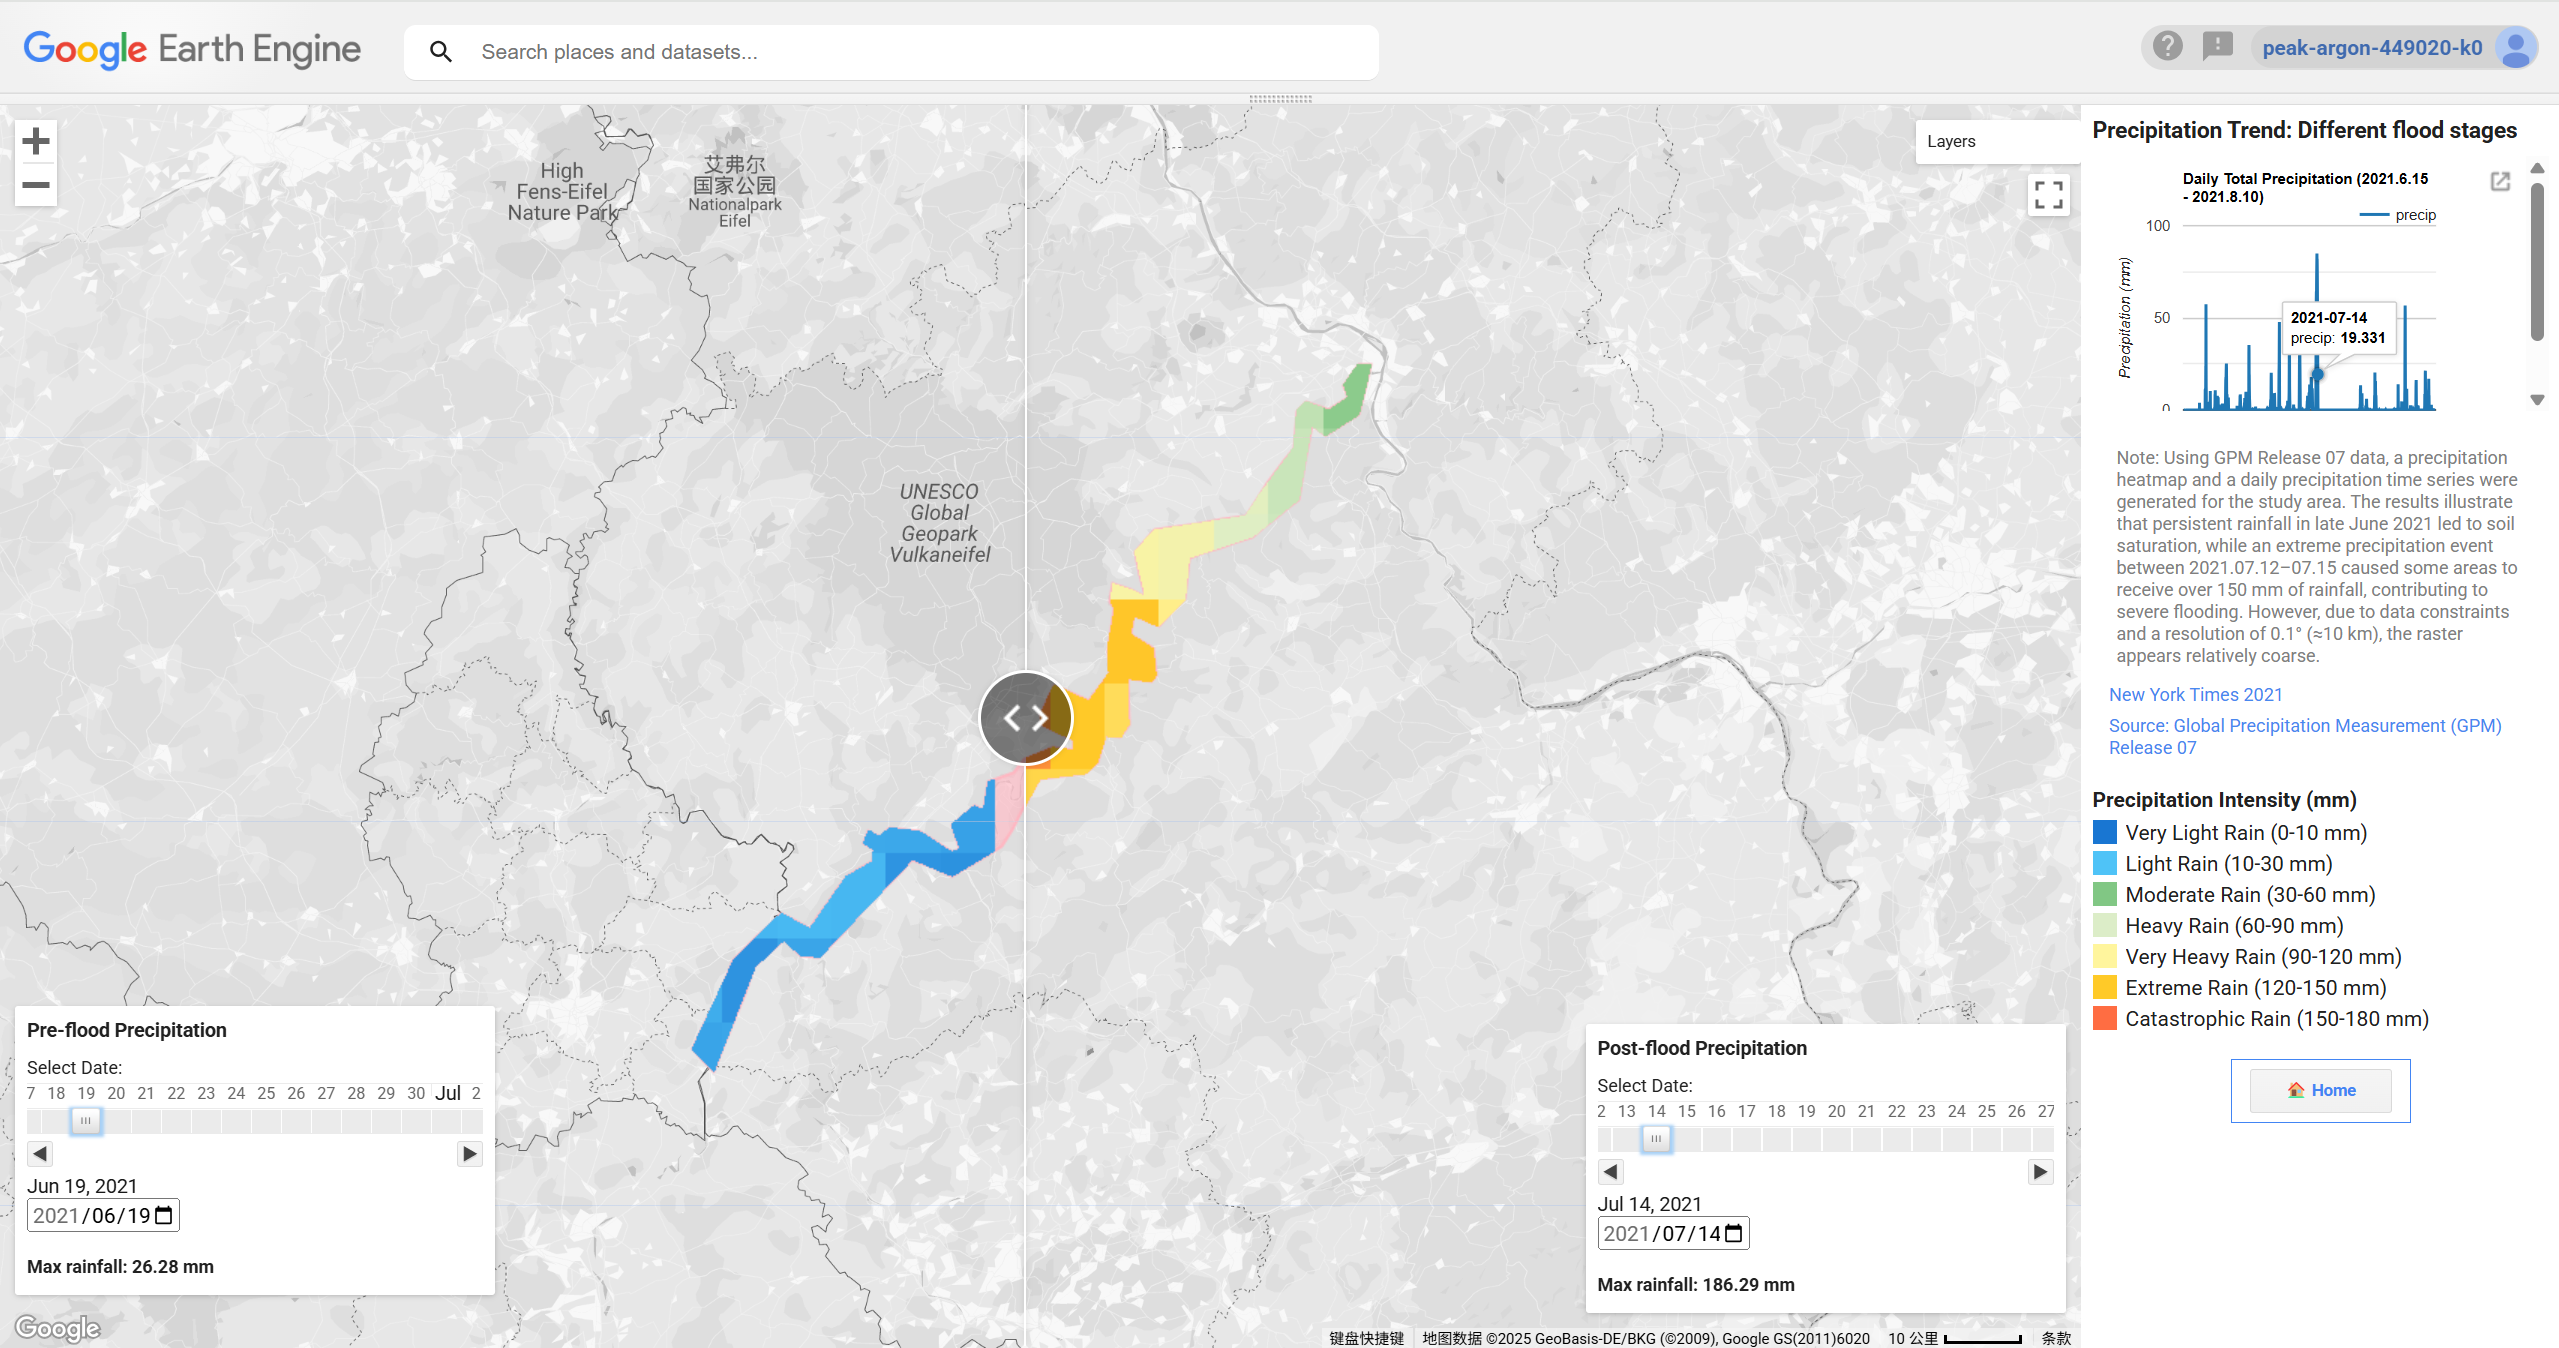 Google Earth Engine
Search places and datasets...
peak-argon-449020-k0
High
Fens-Eifel
Nature Park
艾弗尔
国家公园
Nationalpark
Eifel
UNESCO
Global
Geopark
Vulkaneifel
Layers
Pre-flood Precipitation
Select Date:
7 18 19 20 21 22 23 24 25 26 27 28 29 30 Jul 2
Jun 19, 2021
2021/06/19
Max rainfall: 26.28 mm
Google
Post-flood Precipitation
Select Date:
2 13 14 15 16 17 18 19 20 21 22 23 24 25 26 27
Jul 14, 2021
2021/07/14
Max rainfall: 186.29 mm
键盘快捷键 地图数据 ©2025 GeoBasis-DE/BKG (©2009), Google GS(2011)6020 10 公里 条款
Precipitation Trend: Different flood stages
Daily Total Precipitation (2021.6.15
- 2021.8.10)
precip
100
50
0
Precipitation (mm)
2021-07-14
precip: 19.331
Note: Using GPM Release 07 data, a precipitation
heatmap and a daily precipitation time series were
generated for the study area. The results illustrate
that persistent rainfall in late June 2021 led to soil
saturation, while an extreme precipitation event
between 2021.07.12–07.15 caused some areas to
receive over 150 mm of rainfall, contributing to
severe flooding. However, due to data constraints
and a resolution of 0.1° (≈10 km), the raster
appears relatively coarse.
New York Times 2021
Source: Global Precipitation Measurement (GPM)
Release 07
Precipitation Intensity (mm)
Very Light Rain (0-10 mm)
Light Rain (10-30 mm)
Moderate Rain (30-60 mm)
Heavy Rain (60-90 mm)
Very Heavy Rain (90-120 mm)
Extreme Rain (120-150 mm)
Catastrophic Rain (150-180 mm)
Home